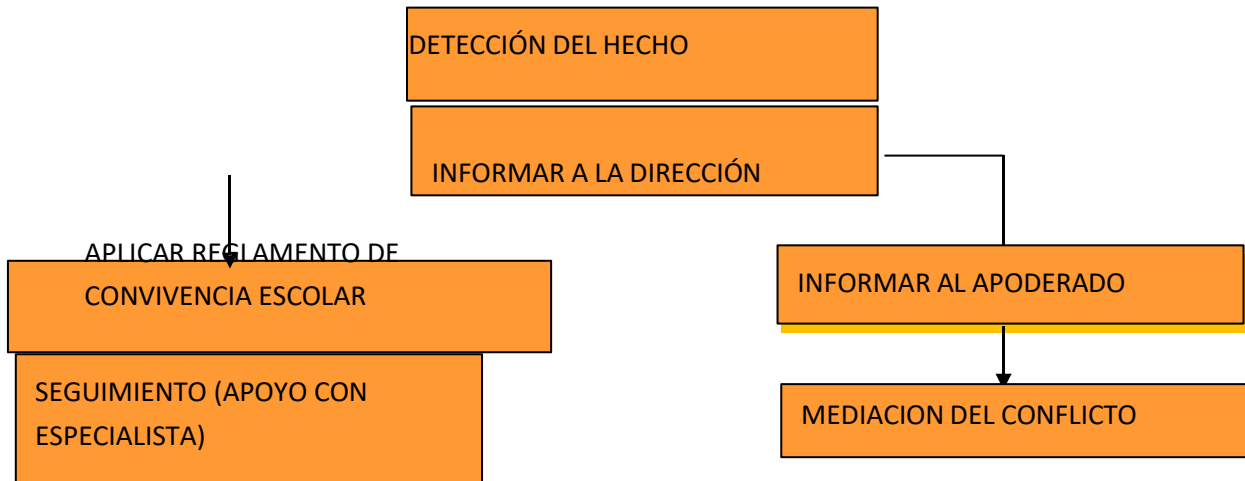 DETECCIÓN DEL HECHO
INFORMAR A LA DIRECCIÓN
APLICAR REGLAMENTO DE
CONVIVENCIA ESCOLAR
INFORMAR AL APODERADO
SEGUIMIENTO (APOYO CON
ESPECIALISTA)
MEDIACION DEL CONFLICTO